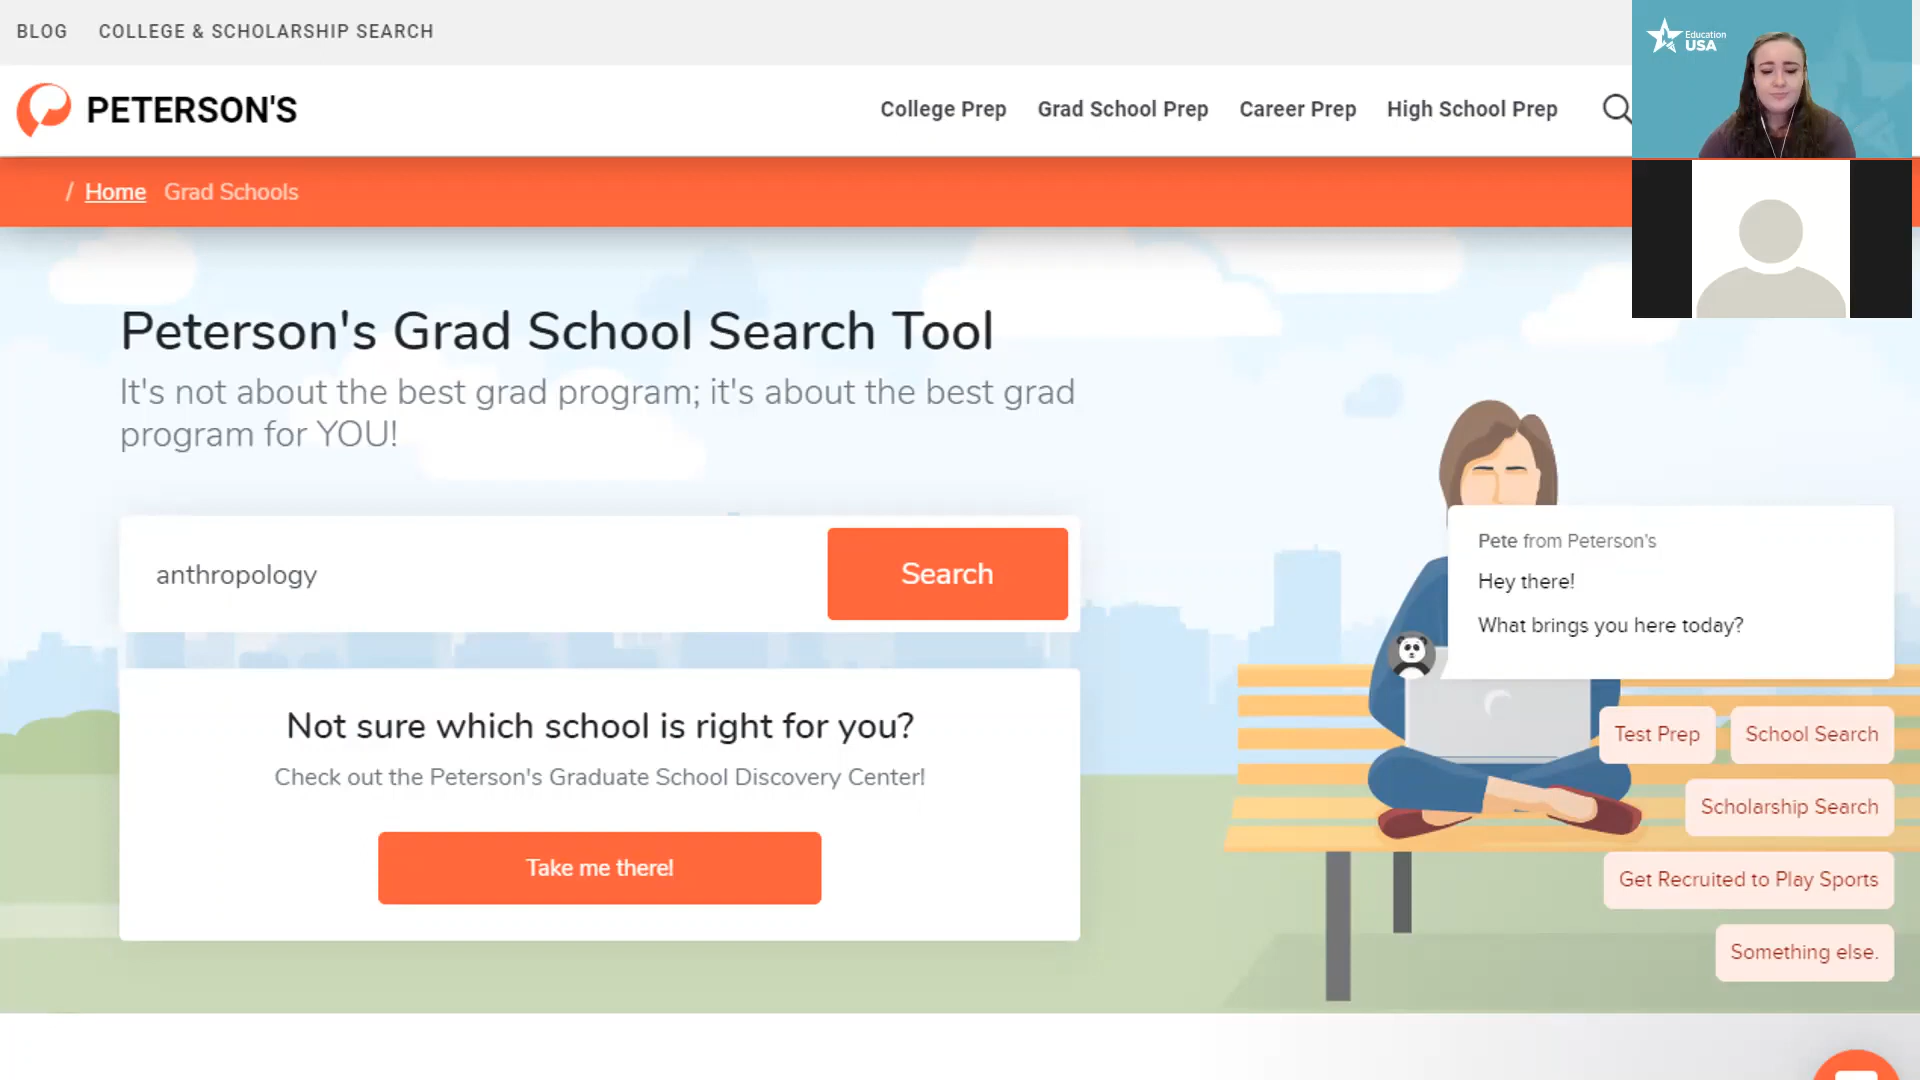 BLOG COLLEGE & SCHOLARSHIP SEARCH
Education
USA
PETERSON'S
College Prep Grad School Prep Career Prep High School Prep
/ Home Grad Schools
Peterson's Grad School Search Tool
It's not about the best grad program; it's about the best grad
program for YOU!
anthropology
Search
Pete from Peterson's
Hey there!
What brings you here today?
Not sure which school is right for you?
Check out the Peterson's Graduate School Discovery Center!
Take me there!
Test Prep School Search
Scholarship Search
Get Recruited to Play Sports
Something else.